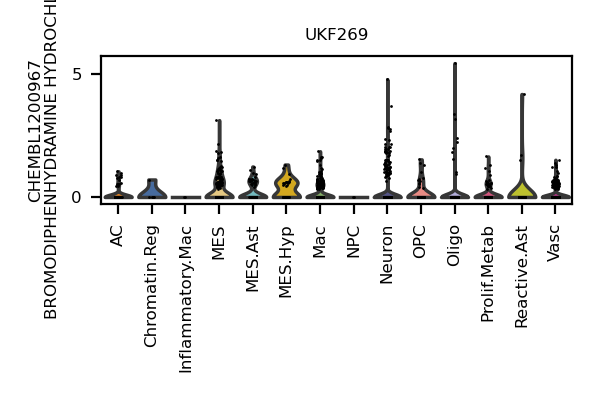 UKF269
CHEMBL1200967
BROMODIPHENHYDRAMINE
5
0
AC
Chromatin.Reg
Inflammatory.Mac
MES
MES.Ast
MES.Hyp
Mac
NPC
Neuron
OPC
Oligo
Prolif.Metab
Reactive.Ast
Vasc